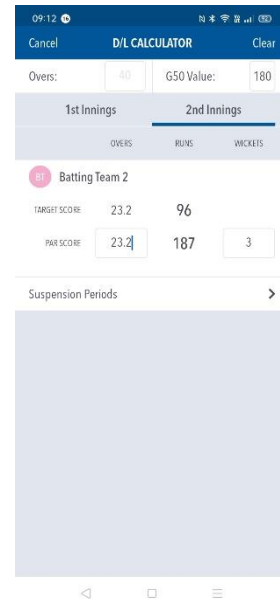 09:12
Cancel D/L CALCULATOR Clear
Overs: 40 G50 Value: 180
1st Innings 2nd Innings
OVERS RUNS WICKETS
BT Batting Team 2
TARGET SCORE 23.2 96
PAR SCORE 23.2 187 3
Suspension Periods